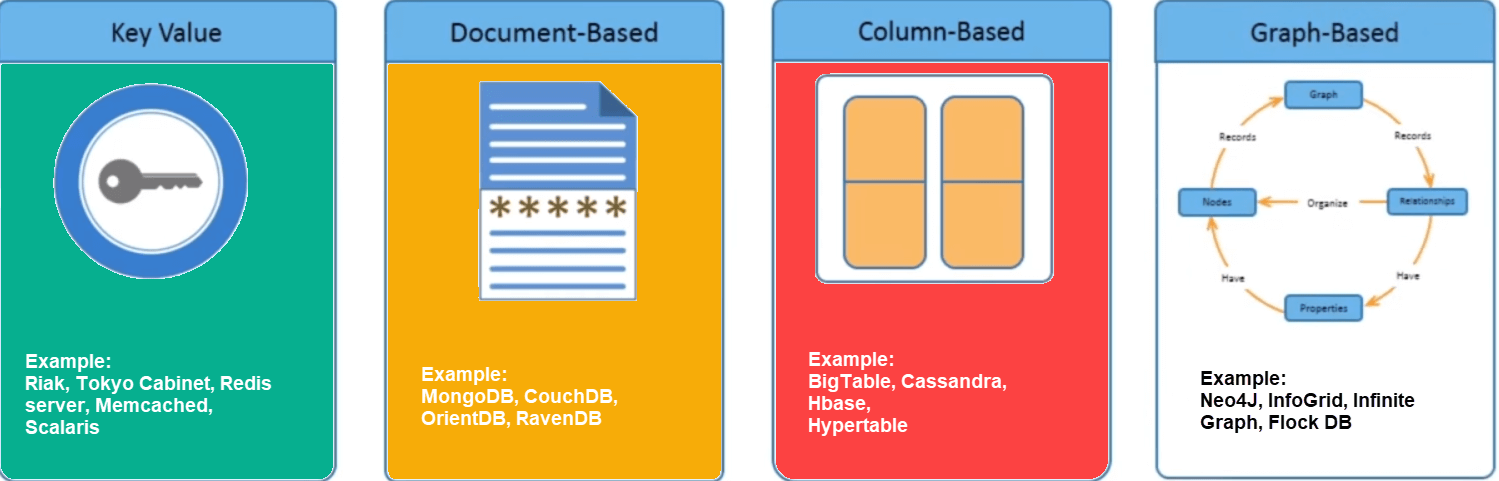 Key Value
Example:
Riak, Tokyo Cabinet, Redis
server, Memcached,
Scalaris
Document-Based
*****
Example:
MongoDB, CouchDB,
OrientDB, RavenDB
Column-Based
Example:
BigTable, Cassandra,
Hbase,
Hypertable
Graph-Based
Graph
Records
Records
Nodes
Organize
Relationships
Have
Have
Properties
Example:
Neo4J, InfoGrid, Infinite
Graph, Flock DB